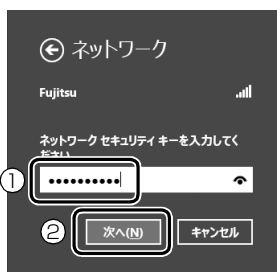 ネットワーク
Fujitsu
ネットワーク セキュリティ キーを入力してく
ださい
①
••••••••••
②
次へ(N)
キャンセル